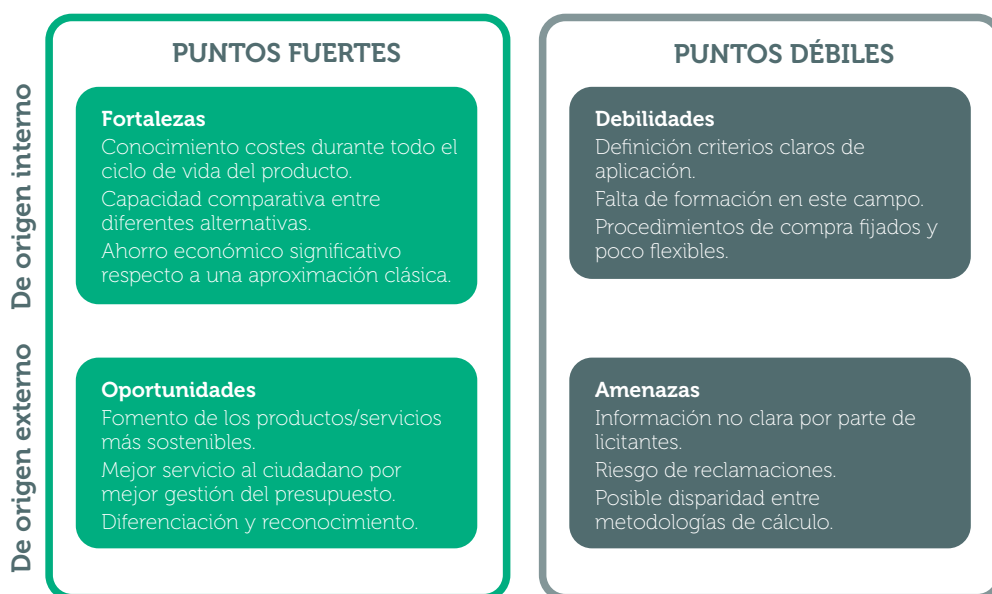 PUNTOS FUERTES
De origen interno
Fortalezas
Conocimiento costes durante todo el
ciclo de vida del producto.
Capacidad comparativa entre
diferentes alternativas.
Ahorro económico significativo
respecto a una aproximación clásica.
De origen externo
Oportunidades
Fomento de los productos/servicios
más sostenibles.
Mejor servicio al ciudadano por
mejor gestión del presupuesto.
Diferenciación y reconocimiento.
PUNTOS DÉBILES
Debilidades
Definición criterios claros de
aplicación.
Falta de formación en este campo.
Procedimientos de compra fijados y
poco flexibles.
Amenazas
Información no clara por parte de
licitantes.
Riesgo de reclamaciones.
Posible disparidad entre
metodologías de cálculo.